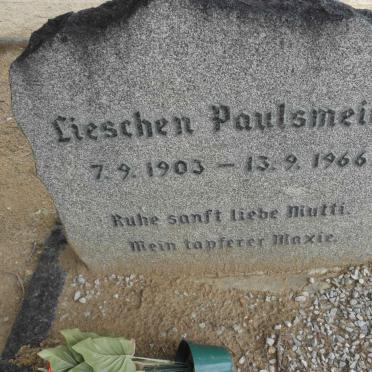 Lieschen Paulsmei
7. 9. 1903 – 13. 9. 1966
Ruhe sanft liebe Mutti.
Mein tapferer Maxie.